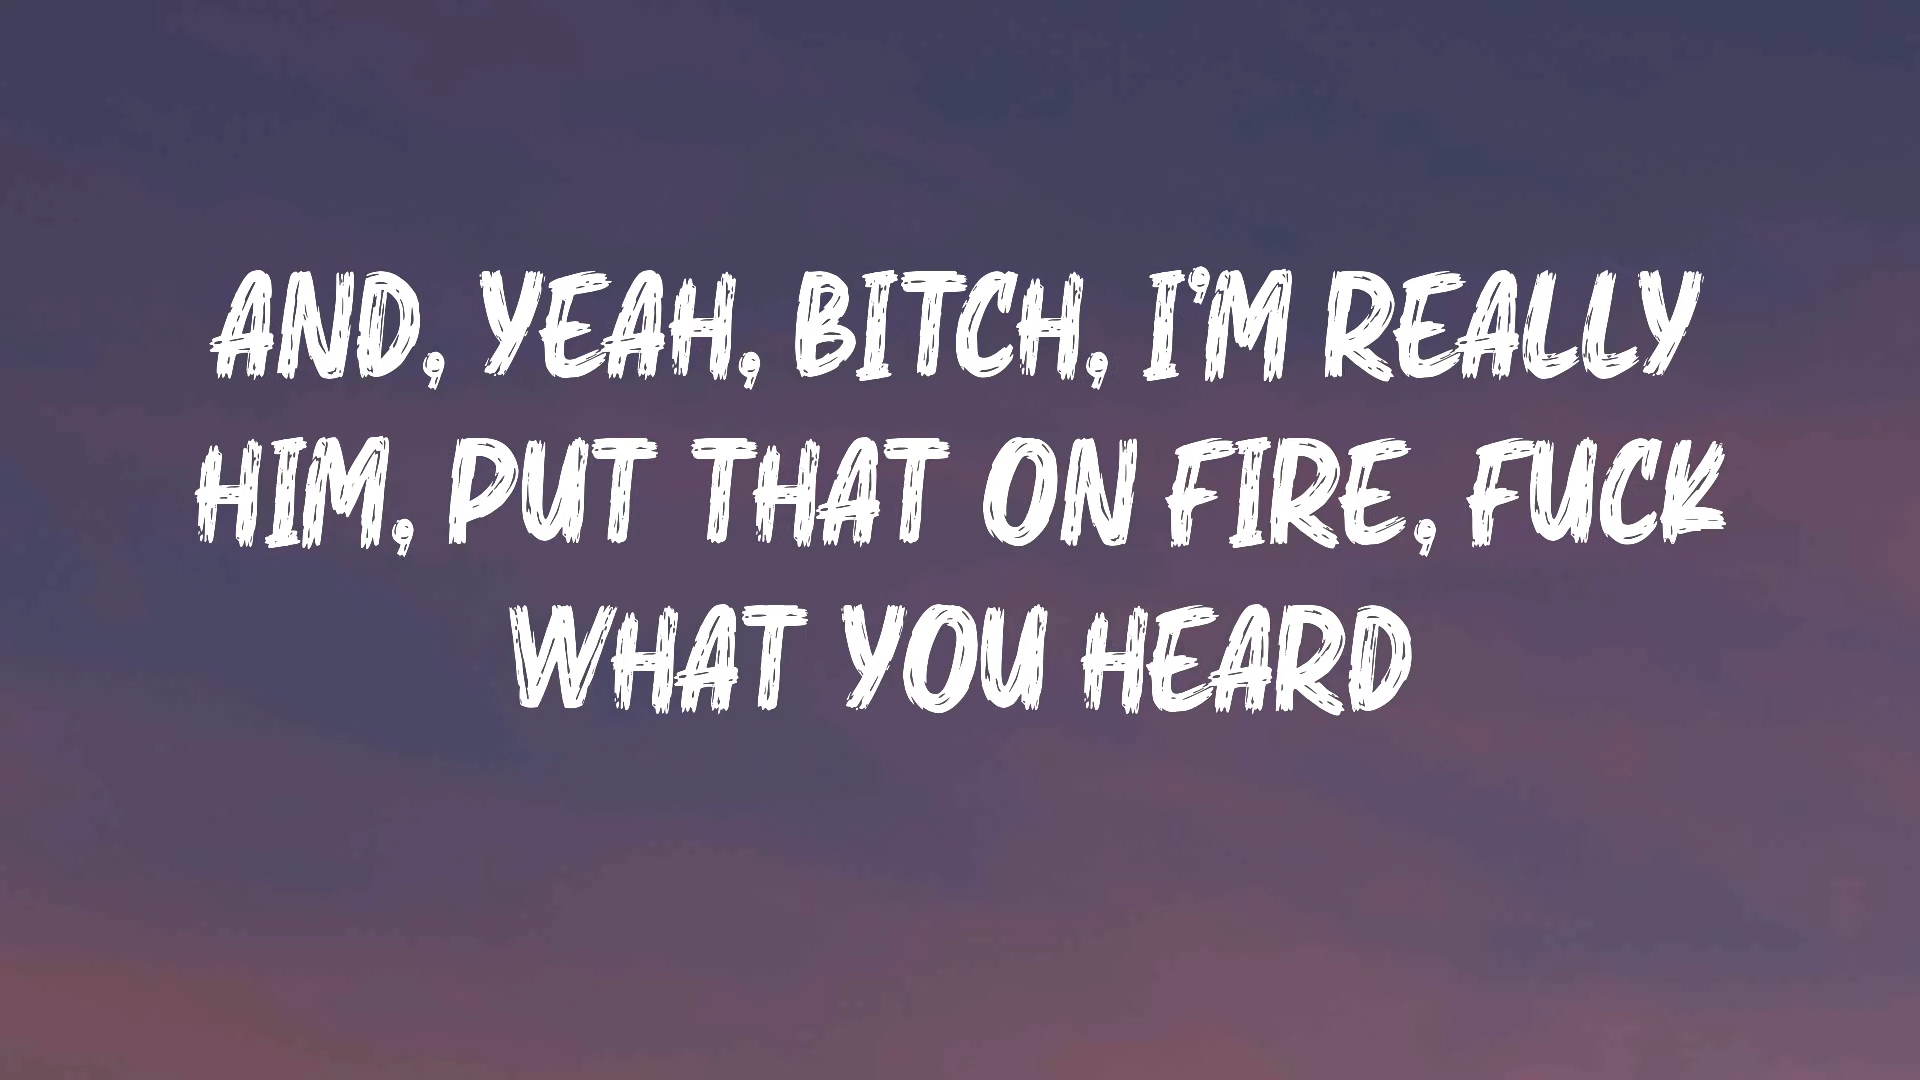 AND, YEAH, BITCH, I'M REALLY
HIM, PUT THAT ON FIRE, FUCK
WHAT YOU HEARD